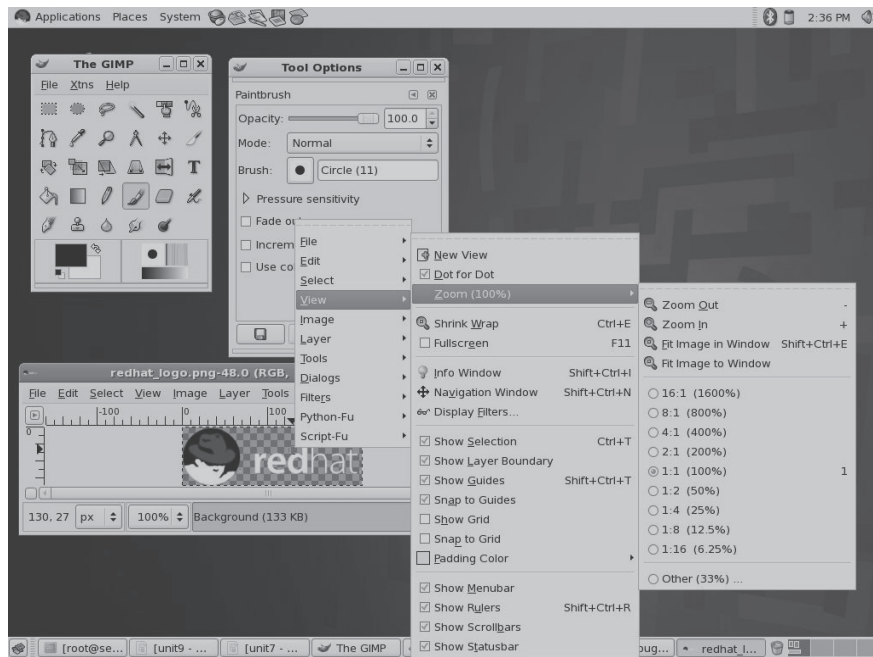 Applications Places System
2:36 PM
The GIMP
File Xtns Help
Tool Options
Paintbrush
Opacity: 100.0
Mode: Normal
Brush: Circle (11)
Pressure sensitivity
Fade
Increm
Use co
File
Edit
Select
View
Image
Layer
Tools
Dialogs
Filters
Python-Fu
Script-Fu
New View
Dot for Dot
Zoom (100%)
Shrink Wrap Ctrl+E
Fullscreen F11
Info Window Shift+Ctrl+I
Navigation Window Shift+Ctrl+N
Display Filters...
Show Selection Ctrl+T
Show Layer Boundary
Show Guides Shift+Ctrl+T
Snap to Guides
Show Grid
Snap to Grid
Padding Color
Show Menubar
Show Rulers Shift+Ctrl+R
Show Scrollbars
Show Statusbar
Zoom Out -
Zoom In +
Fit Image in Window Shift+Ctrl+E
Fit Image to Window
16:1 (1600%)
8:1 (800%)
4:1 (400%)
2:1 (200%)
1:1 (100%) 1
1:2 (50%)
1:4 (25%)
1:8 (12.5%)
1:16 (6.25%)
Other (33%) ...
redhat_logo.png-48.0 (RGB,
File Edit Select View Image Layer Tools
-100 0 100
0
redhat
130, 27 px 100% Background (133 KB)
[root@se... [unit9 - ... [unit7 - ... The GIMP oug... redhat_l...